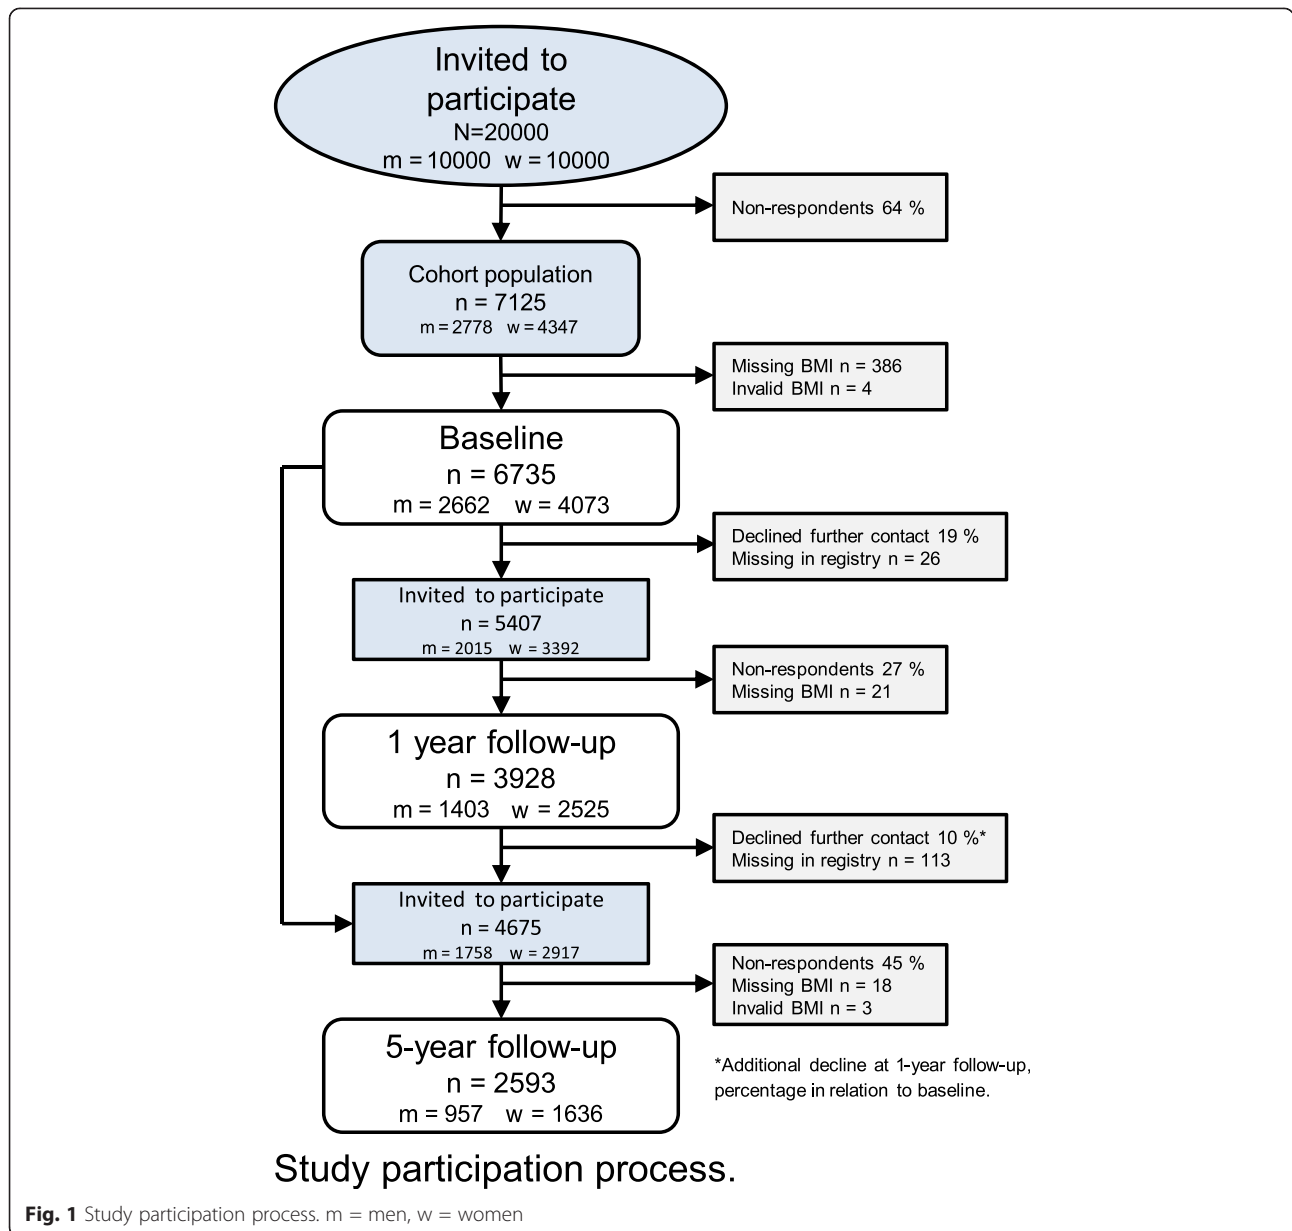 Invited to
participate
N=20000
m = 10000 w = 10000
Non-respondents 64 %
Cohort population
n = 7125
m = 2778 w = 4347
Missing BMI n = 386
Invalid BMI n = 4
Baseline
n = 6735
m = 2662 w = 4073
Declined further contact 19 %
Missing in registry n = 26
Invited to participate
n = 5407
m = 2015 w = 3392
Non-respondents 27 %
Missing BMI n = 21
1 year follow-up
n = 3928
m = 1403 w = 2525
Declined further contact 10 %*
Missing in registry n = 113
Invited to participate
n = 4675
m = 1758 w = 2917
Non-respondents 45 %
Missing BMI n = 18
Invalid BMI n = 3
5-year follow-up
n = 2593
m = 957 w = 1636
*Additional decline at 1-year follow-up,
percentage in relation to baseline.
Study participation process.
Fig. 1 Study participation process. m = men, w = women